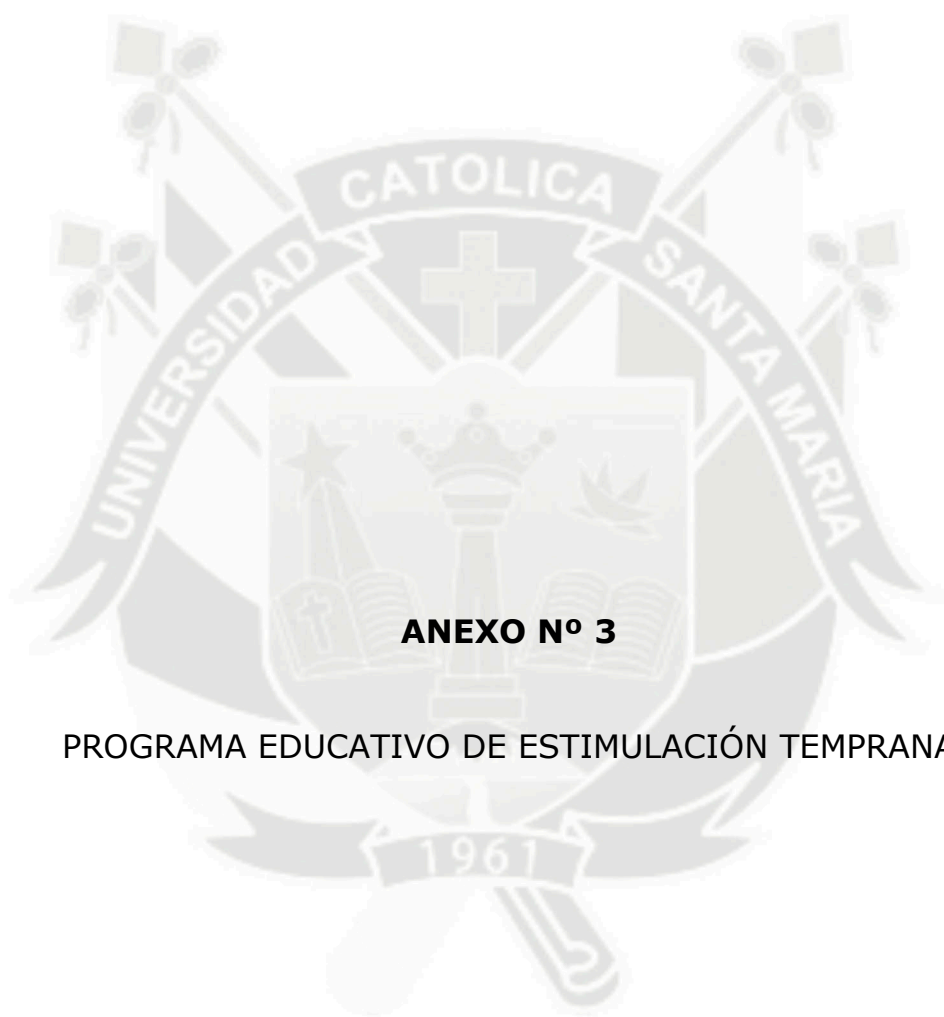 CATOLICA
UNIVERSIDAD
SANTA MARIA
ANEXO Nº 3
PROGRAMA EDUCATIVO DE ESTIMULACIÓN TEMPRANA
1961